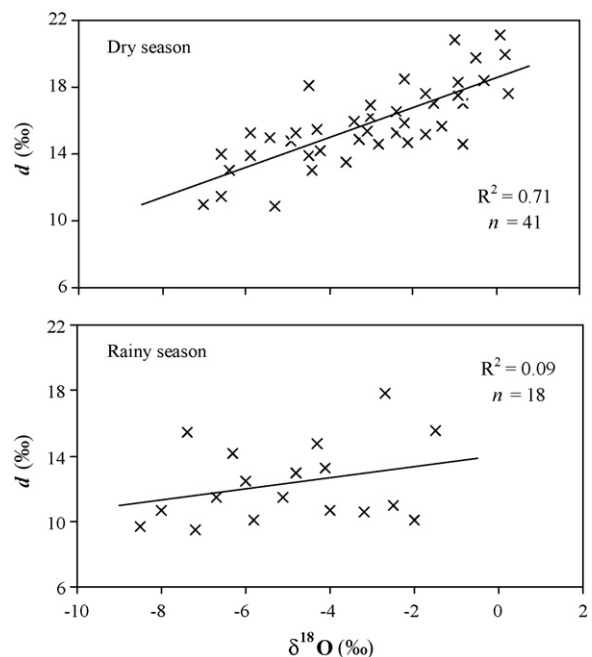 22
Dry season
18
d (‰)
14
10
R² = 0.71
n = 41
6
22
Rainy season
R² = 0.09
18
n = 18
d (‰)
14
10
6
-10 -8 -6 -4 -2 0 2
δ¹⁸O (‰)